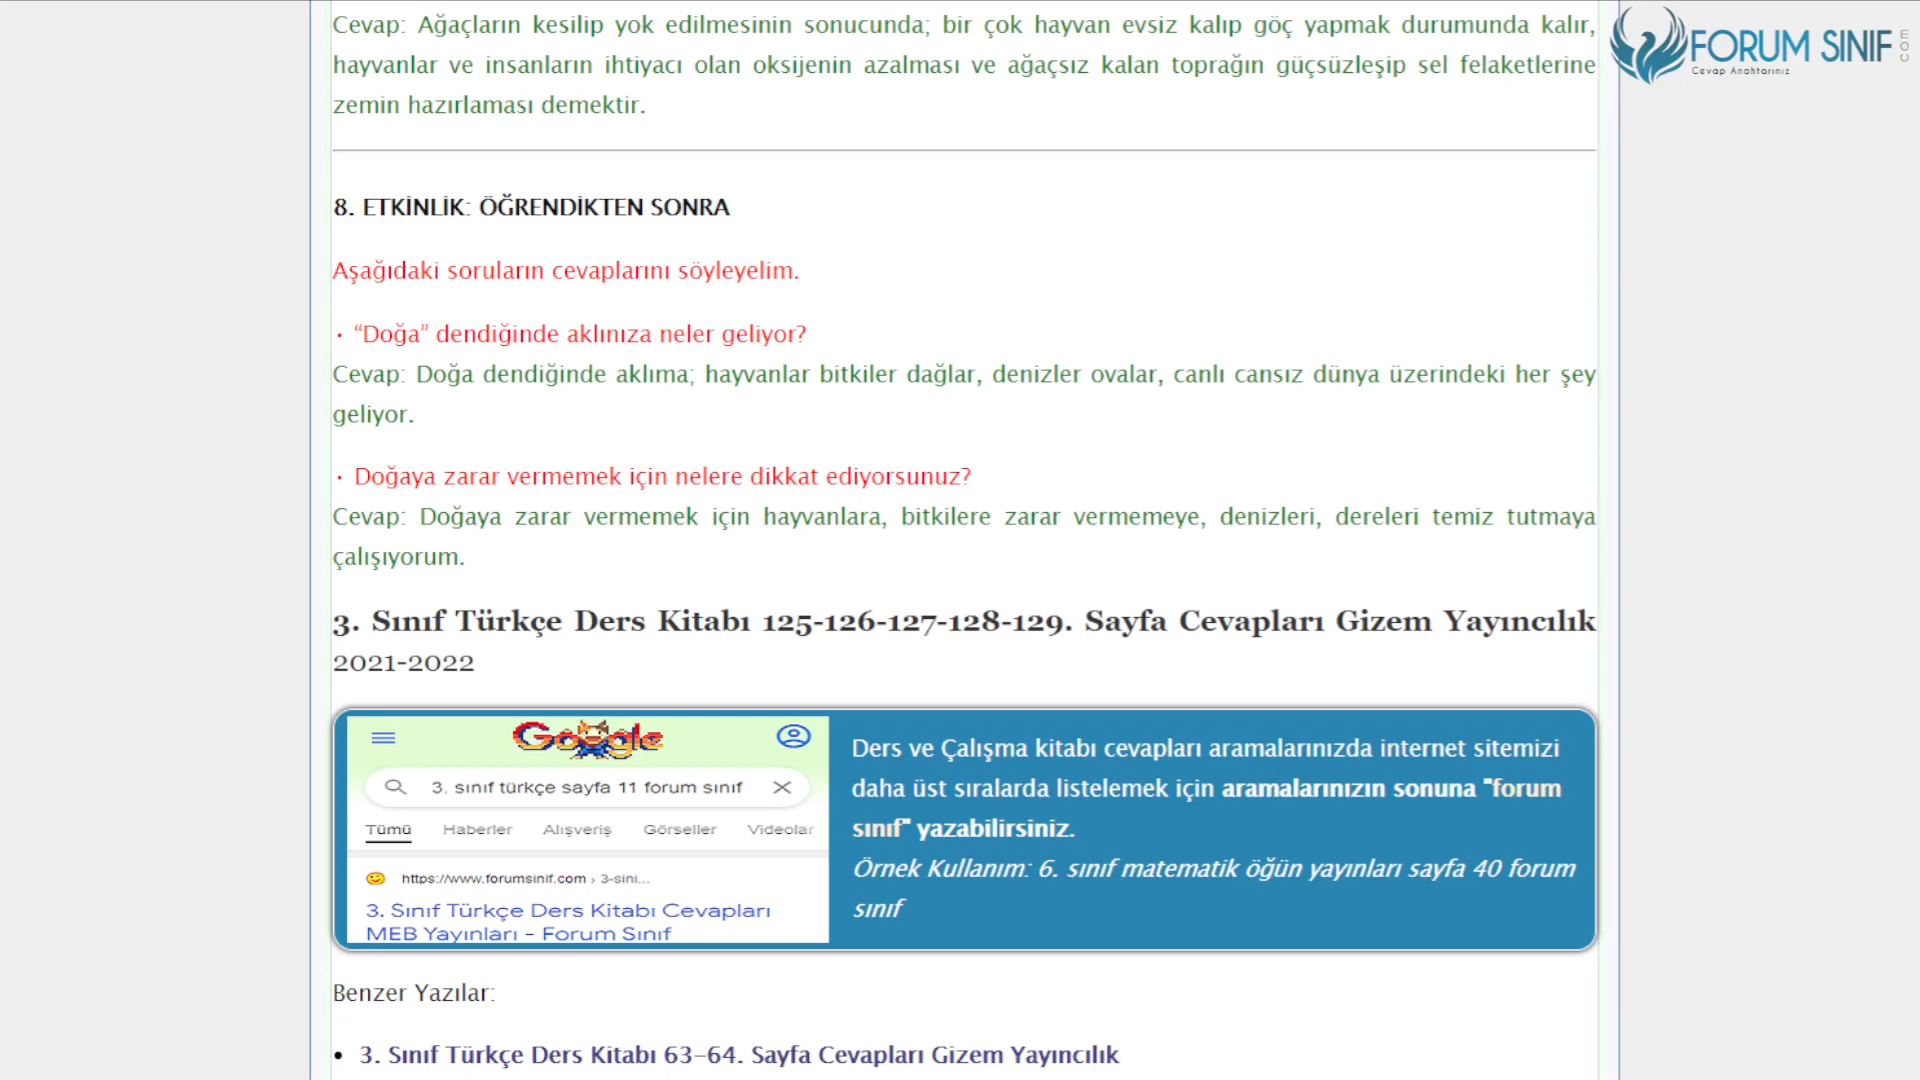 Cevap: Ağaçların kesilip yok edilmesinin sonucunda; bir çok hayvan evsiz kalıp göç yapmak durumunda kalır,
hayvanlar ve insanların ihtiyacı olan oksijenin azalması ve ağaçsız kalan toprağın güçsüzleşip sel felaketlerine
zemin hazırlaması demektir.
FORUM SINIF
com
Cevap Anahtarınız
8. ETKİNLİK: ÖĞRENDİKTEN SONRA
Aşağıdaki soruların cevaplarını söyleyelim.
• “Doğa” dendiğinde aklınıza neler geliyor?
Cevap: Doğa dendiğinde aklıma; hayvanlar bitkiler dağlar, denizler ovalar, canlı cansız dünya üzerindeki her şey
geliyor.
• Doğaya zarar vermemek için nelere dikkat ediyorsunuz?
Cevap: Doğaya zarar vermemek için hayvanlara, bitkilere zarar vermemeye, denizleri, dereleri temiz tutmaya
çalışıyorum.
3. Sınıf Türkçe Ders Kitabı 125-126-127-128-129. Sayfa Cevapları Gizem Yayıncılık
2021-2022
Google
3. sınıf türkçe sayfa 11 forum sınıf
Tümü Haberler Alışveriş Görseller Videolar
https://www.forumsinif.com › 3-sini...
3. Sınıf Türkçe Ders Kitabı Cevapları
MEB Yayınları - Forum Sınıf
Ders ve Çalışma kitabı cevapları aramalarınızda internet sitemizi
daha üst sıralarda listelemek için aramalarınızın sonuna "forum
sınıf" yazabilirsiniz.
Örnek Kullanım: 6. sınıf matematik öğün yayınları sayfa 40 forum
sınıf
Benzer Yazılar:
• 3. Sınıf Türkçe Ders Kitabı 63-64. Sayfa Cevapları Gizem Yayıncılık